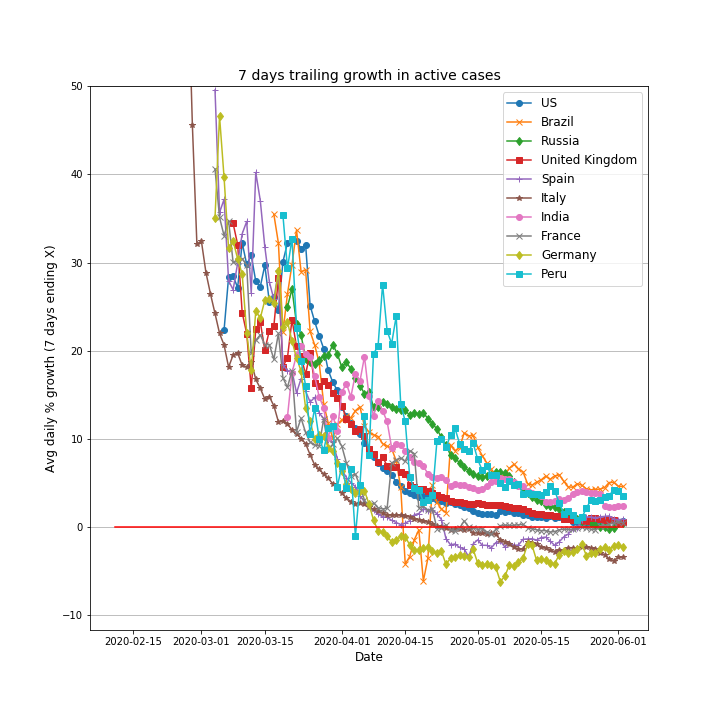 7 days trailing growth in active cases
Avg daily % growth (7 days ending X)
50
40
30
20
10
0
−10
US
Brazil
Russia
United Kingdom
Spain
Italy
India
France
Germany
Peru
2020-02-15
2020-03-01
2020-03-15
2020-04-01
2020-04-15
2020-05-01
2020-05-15
2020-06-01
Date